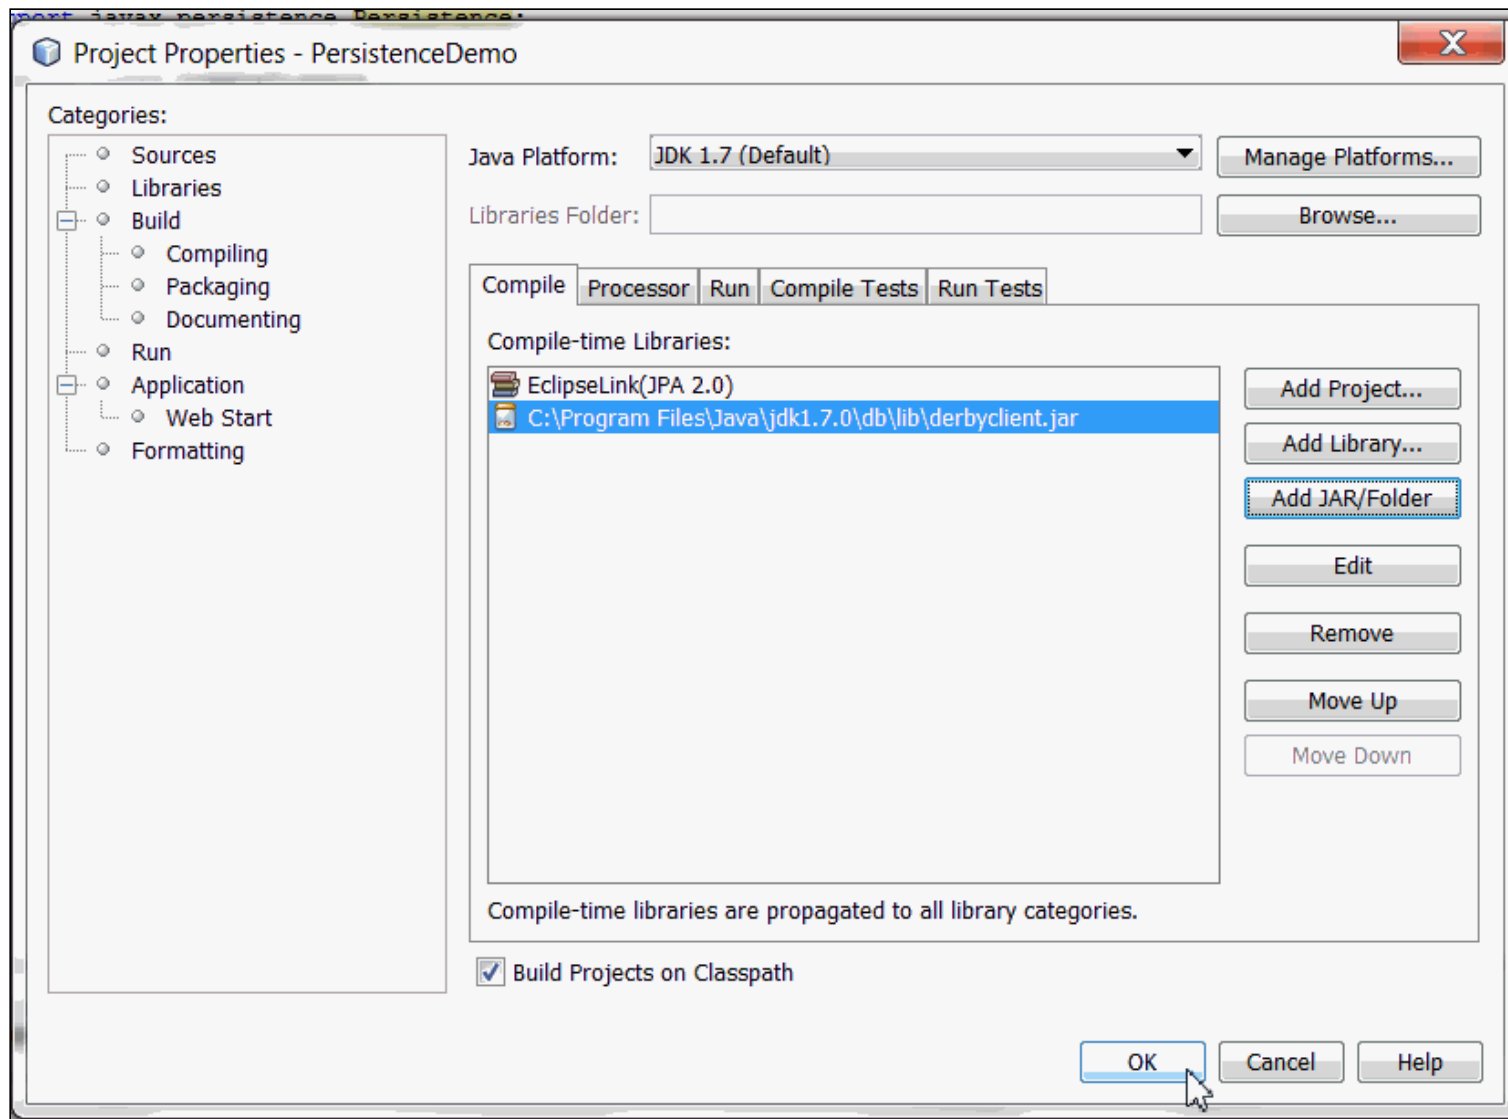 import javax.persistence.Persistence;
Project Properties - PersistenceDemo
Categories:
Sources
Libraries
Build
Compiling
Packaging
Documenting
Run
Application
Web Start
Formatting
Java Platform: JDK 1.7 (Default) Manage Platforms...
Libraries Folder: Browse...
Compile Processor Run Compile Tests Run Tests
Compile-time Libraries:
EclipseLink(JPA 2.0)
C:\Program Files\Java\jdk1.7.0\db\lib\derbyclient.jar
Add Project...
Add Library...
Add JAR/Folder
Edit
Remove
Move Up
Move Down
Compile-time libraries are propagated to all library categories.
Build Projects on Classpath
OK Cancel Help